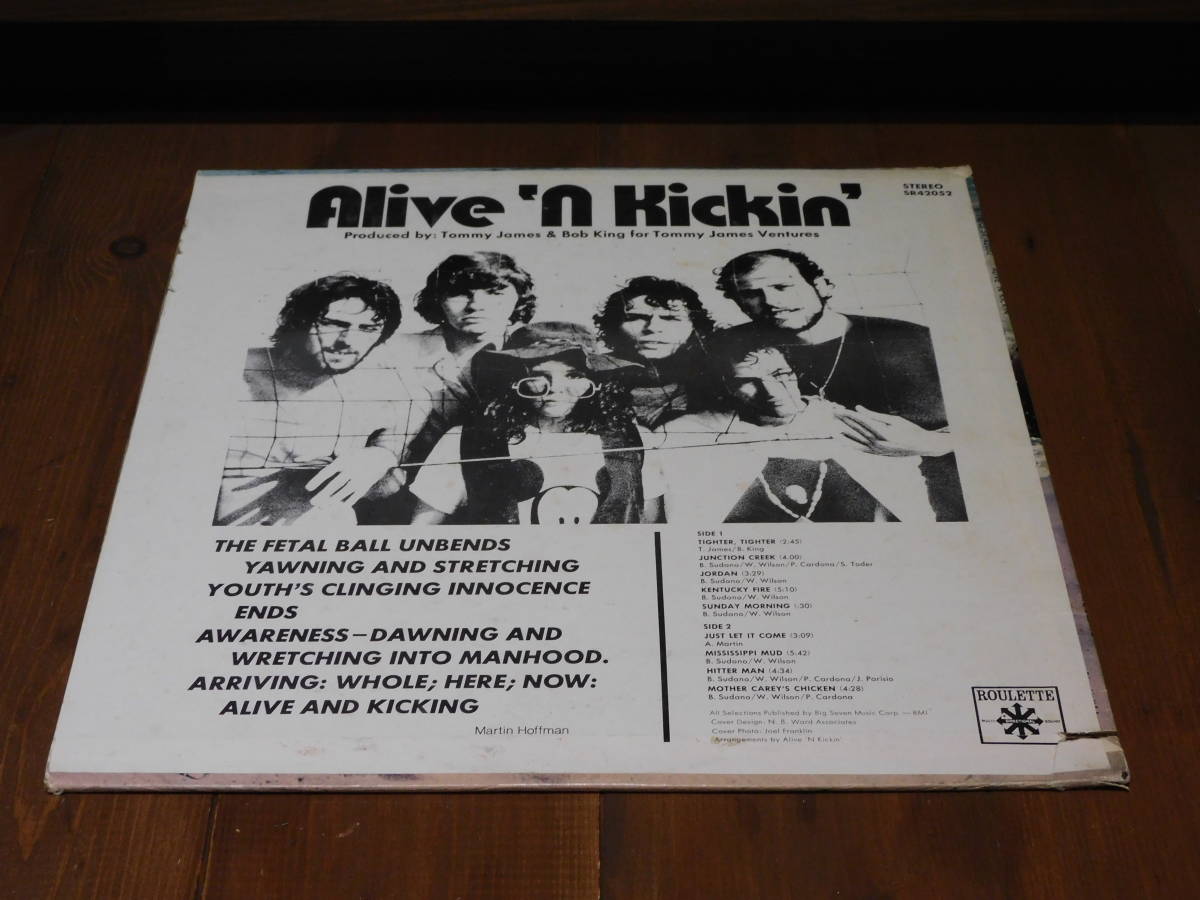 Alive 'N Kickin'
STEREO
SR42052
Produced by: Tommy James & Bob King for Tommy James Ventures
THE FETAL BALL UNBENDS
YAWNING AND STRETCHING
YOUTH'S CLINGING INNOCENCE
ENDS
AWARENESS—DAWNING AND
WRETCHING INTO MANHOOD.
ARRIVING: WHOLE; HERE; NOW:
ALIVE AND KICKING
Martin Hoffman
SIDE 1
TIGHTER, TIGHTER (2:45)
T. James/B. King
JUNCTION CREEK (4:00)
B. Sudano/W. Wilson/P. Cardona/S. Toder
JORDAN (3:29)
B. Sudano/W. Wilson
KENTUCKY FIRE (5:10)
B. Sudano/W. Wilson
SUNDAY MORNING (:30)
B. Sudano/W. Wilson
SIDE 2
JUST LET IT COME (3:09)
A. Martin
MISSISSIPPI MUD (5:42)
B. Sudano/W. Wilson
HITTER MAN (4:34)
B. Sudano/W. Wilson/P. Cardona/J. Parisio
MOTHER CAREY'S CHICKEN (4:28)
B. Sudano/W. Wilson/P. Cardona
All Selections Published by Big Seven Music Corp. — BMI
Cover Design: N. B. Ward Associates
Cover Photo: Joel Franklin
Arrangements by Alive 'N Kickin'
ROULETTE